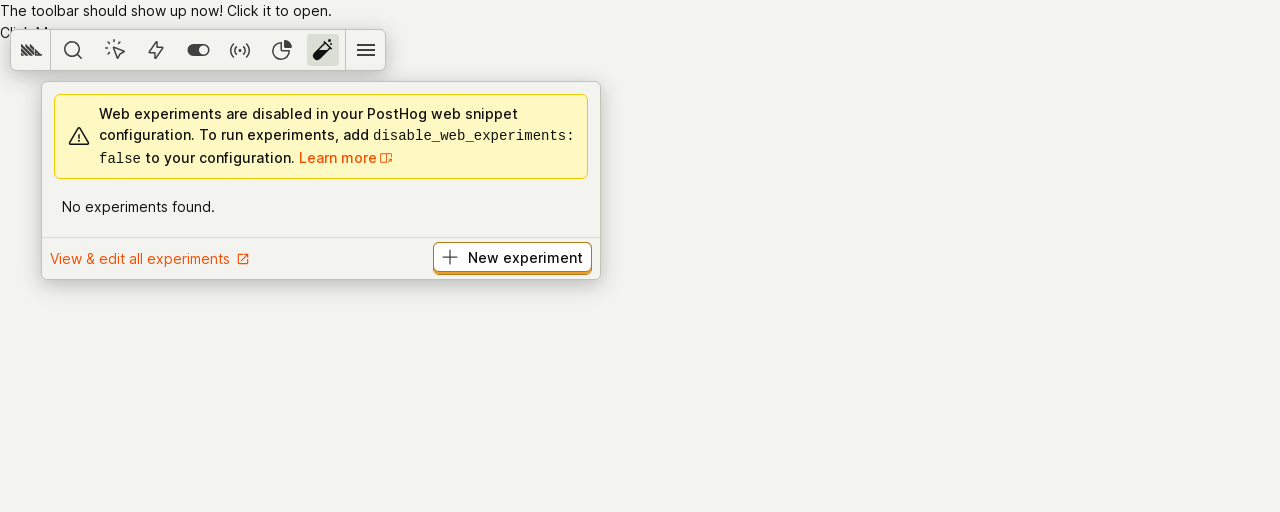 The toolbar should show up now! Click it to open.
Web experiments are disabled in your PostHog web snippet
configuration. To run experiments, add disable_web_experiments:
false to your configuration. Learn more
No experiments found.
View & edit all experiments
New experiment